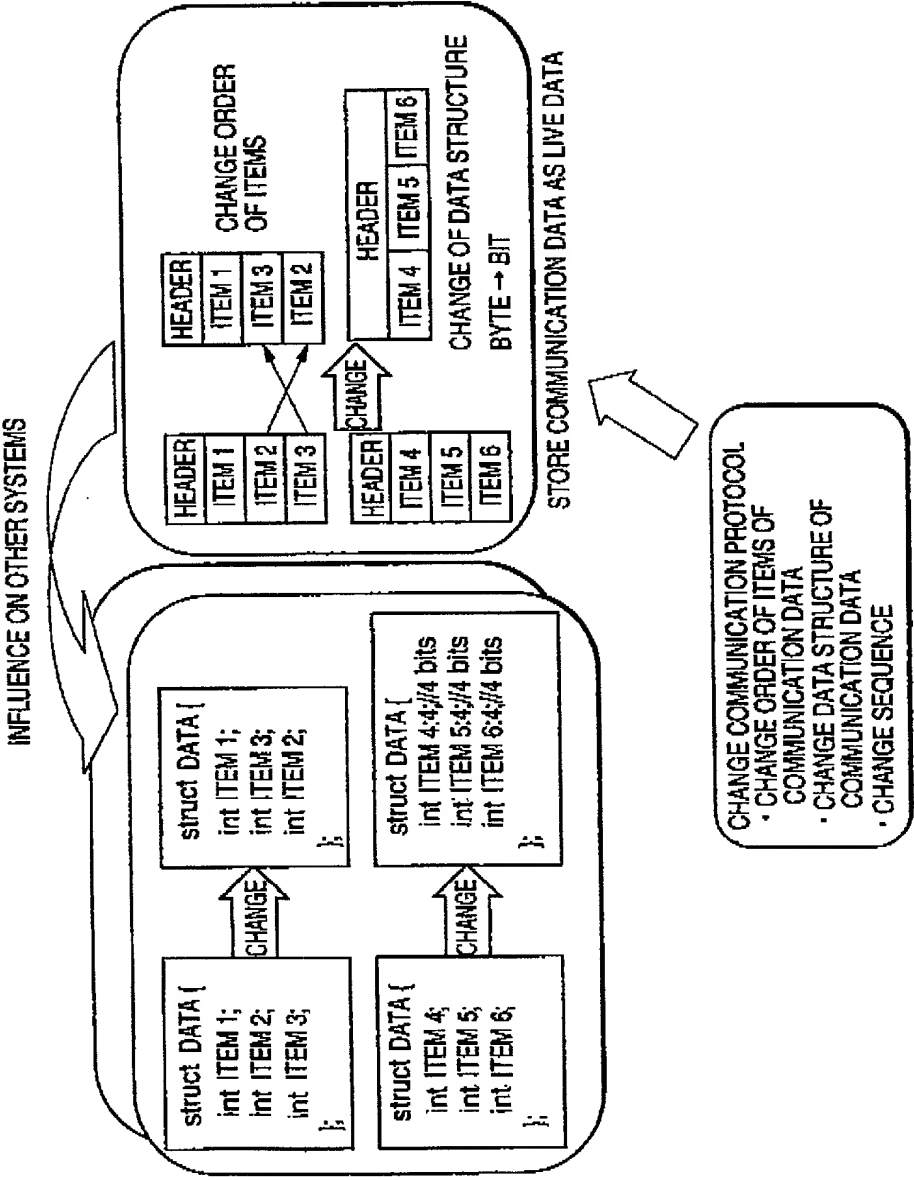 INFLUENCE ON OTHER SYSTEMS
struct DATA {
int ITEM 1;
int ITEM 2;
int ITEM 3;
};
CHANGE
struct DATA {
int ITEM 1;
int ITEM 3;
int ITEM 2;
};
struct DATA {
int ITEM 4;
int ITEM 5;
int ITEM 6;
};
CHANGE
struct DATA {
int ITEM 4:4;//4 bits
int ITEM 5:4;//4 bits
int ITEM 6:4;//4 bits
};
HEADER
ITEM 1
ITEM 2
ITEM 3
HEADER
ITEM 1
ITEM 3
ITEM 2
CHANGE ORDER
OF ITEMS
HEADER
ITEM 4
ITEM 5
ITEM 6
CHANGE
HEADER
ITEM 4 ITEM 5 ITEM 6
CHANGE OF DATA STRUCTURE
BYTE → BIT
STORE COMMUNICATION DATA AS LIVE DATA
CHANGE COMMUNICATION PROTOCOL
· CHANGE ORDER OF ITEMS OF
COMMUNICATION DATA
· CHANGE DATA STRUCTURE OF
COMMUNICATION DATA
· CHANGE SEQUENCE